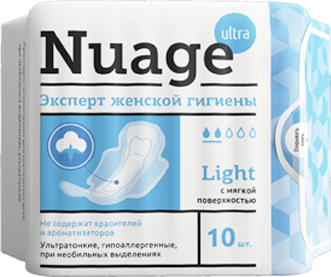 Nuage
ultra
Эксперт женской гигиены
Light
с мягкой
поверхностью
Не содержат красителей
и ароматизаторов
Ультратонкие, гипоаллергенные,
при необильных выделениях
10 шт.